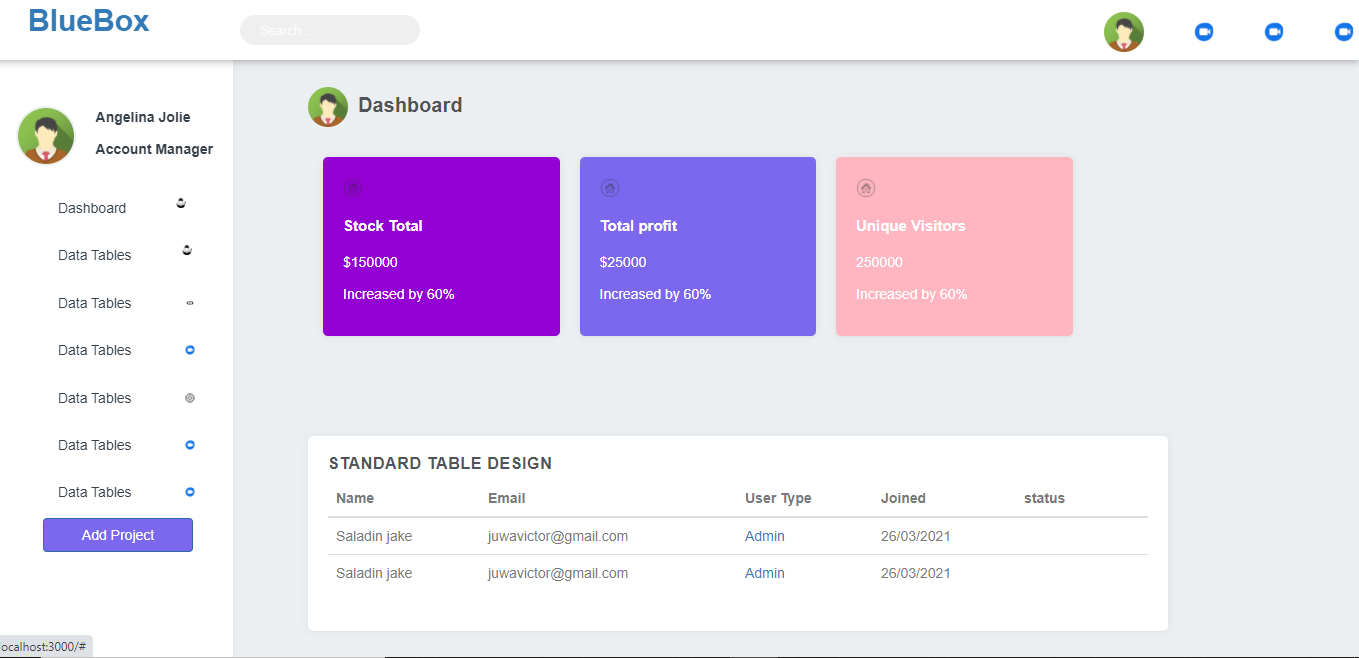 BlueBox
Search...
Angelina Jolie
Account Manager
Dashboard
Data Tables
Data Tables
Data Tables
Data Tables
Data Tables
Data Tables
Add Project
Dashboard
Stock Total
$150000
Increased by 60%
Total profit
$25000
Increased by 60%
Unique Visitors
250000
Increased by 60%
STANDARD TABLE DESIGN
Name Email User Type Joined status
Saladin jake juwavictor@gmail.com Admin 26/03/2021
Saladin jake juwavictor@gmail.com Admin 26/03/2021
ocalhost:3000/#